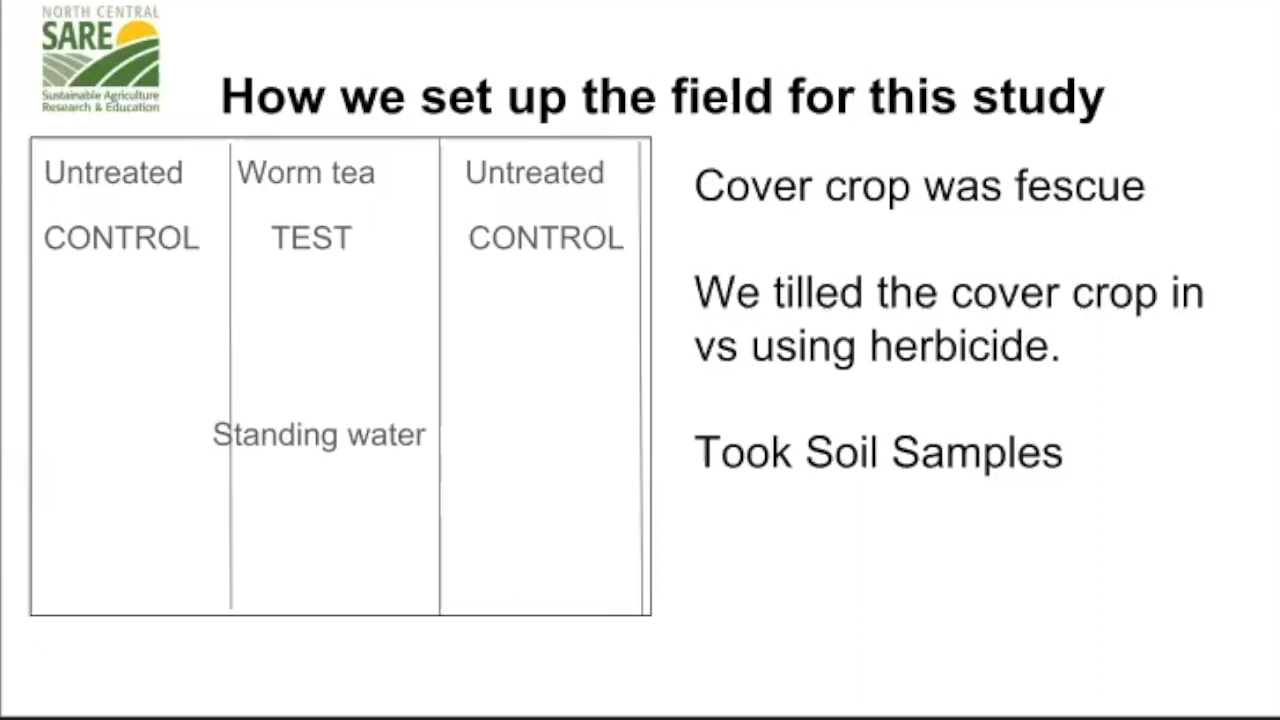 NORTH CENTRAL
SARE
Sustainable Agriculture
Research & Education
How we set up the field for this study
Untreated
CONTROL
Worm tea
TEST
Untreated
CONTROL
Standing water
Cover crop was fescue
We tilled the cover crop in
vs using herbicide.
Took Soil Samples